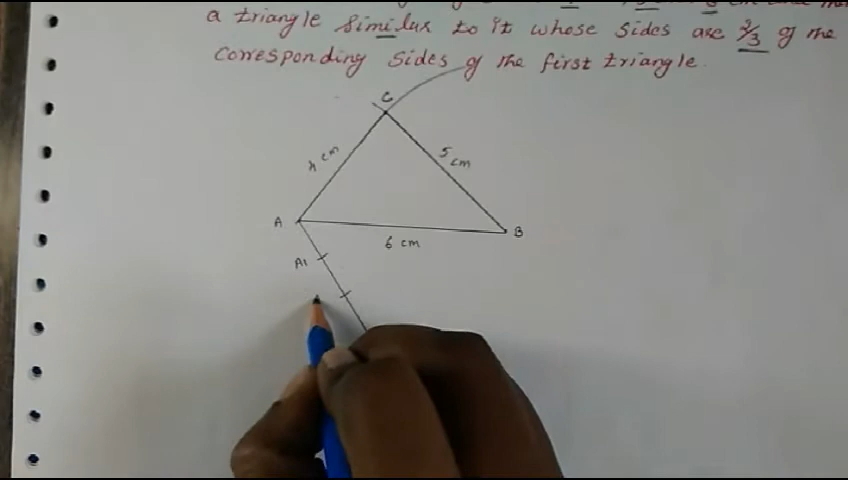 a triangle similar to it whose sides are 2/3 of the
corresponding sides of the first triangle.
C
4 cm
5 cm
A
B
6 cm
A1